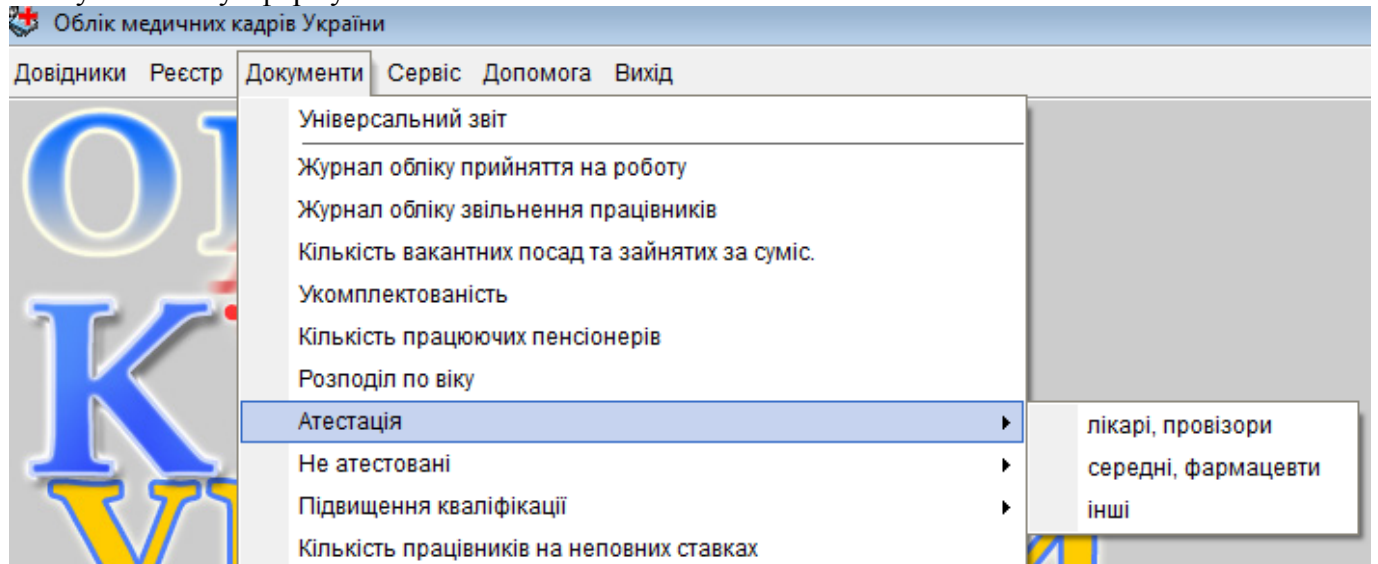 Облік медичних кадрів України
Довідники Реєстр Документи Сервіс Допомога Вихід
Універсальний звіт
Журнал обліку прийняття на роботу
Журнал обліку звільнення працівників
Кількість вакантних посад та зайнятих за суміс.
Укомплектованість
Кількість працюючих пенсіонерів
Розподіл по віку
Атестація
лікарі, провізори
Не атестовані
середні, фармацевти
Підвищення кваліфікації
інші
Кількість працівників на неповних ставках
О
К